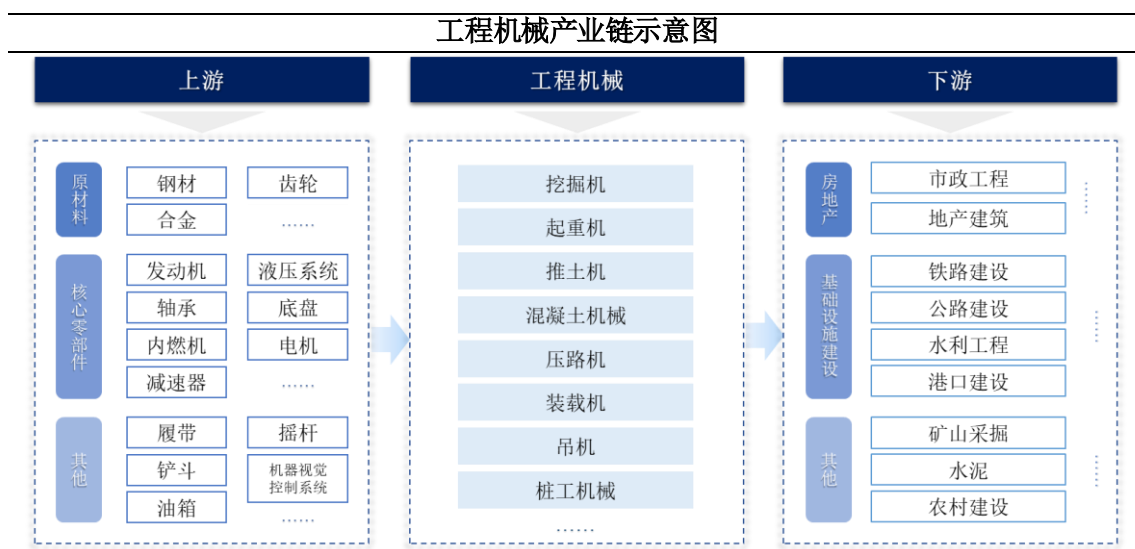 工程机械产业链示意图
上游
原材料
钢材
齿轮
合金
……
核心零部件
发动机
液压系统
轴承
底盘
内燃机
电机
减速器
……
其他
履带
摇杆
铲斗
机器视觉
控制系统
油箱
……
工程机械
挖掘机
起重机
推土机
混凝土机械
压路机
装载机
吊机
桩工机械
……
下游
房地产
市政工程
地产建筑
……
基础设施建设
铁路建设
公路建设
水利工程
港口建设
……
其他
矿山采掘
水泥
农村建设
……